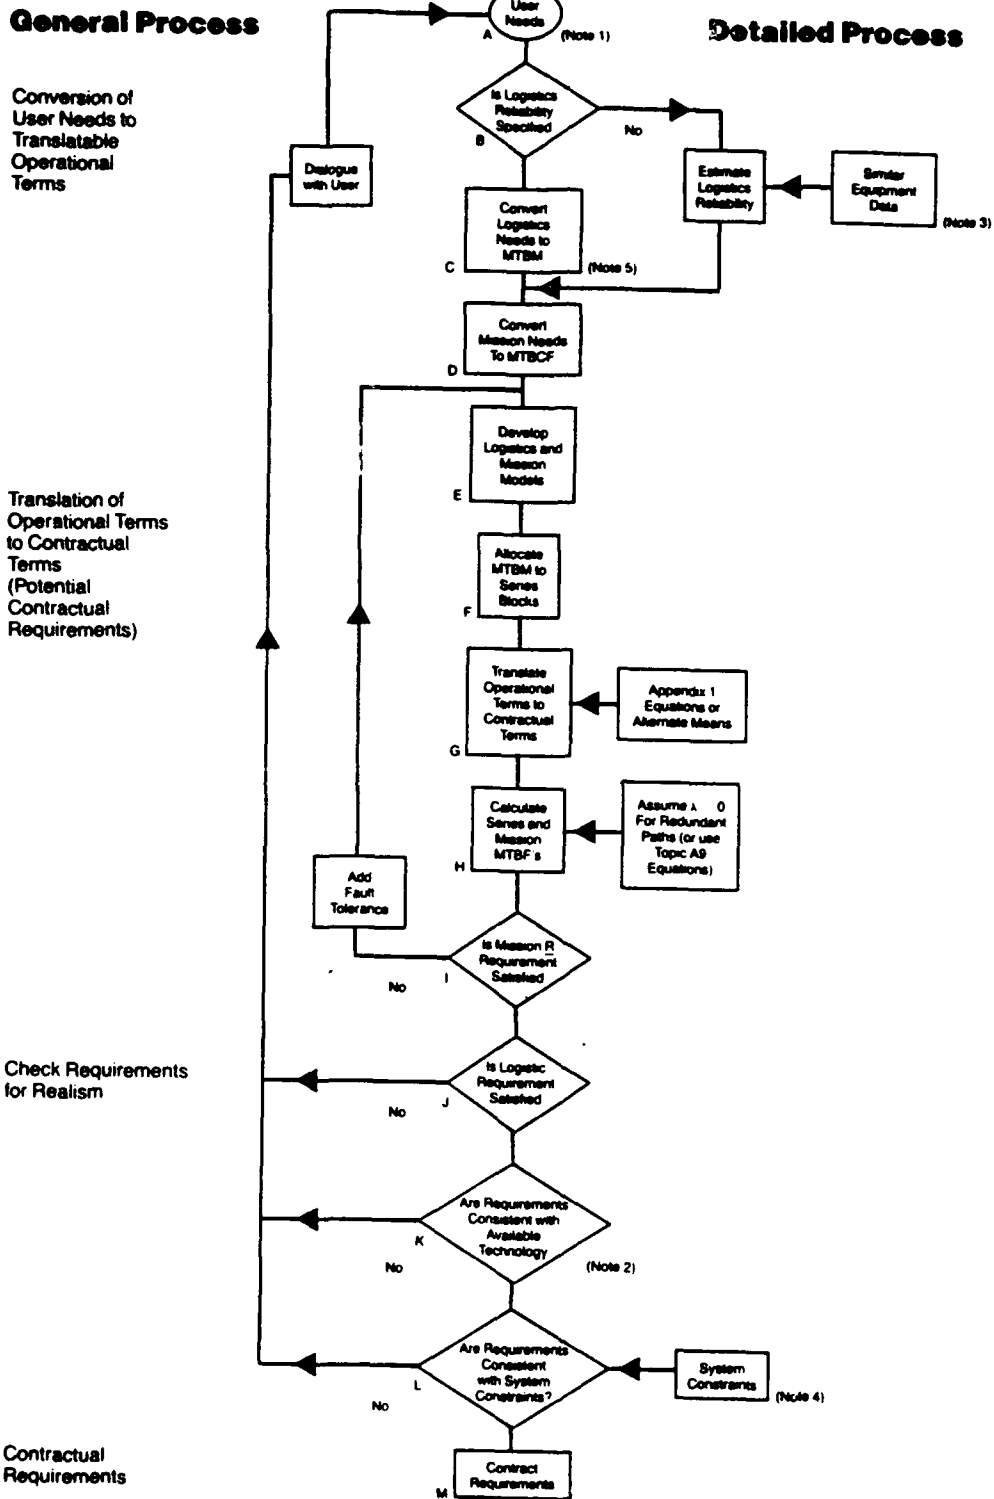 General Process
Detailed Process
User
Needs
A
(Note 1)
Conversion of
User Needs to
Translatable
Operational
Terms
Dialogue
with User
Is Logistics
Reliability
Specified
B
No
Estimate
Logistics
Reliability
Similar
Equipment
Data
(Note 3)
Convert
Logistics
Needs to
MTBM
C
(Note 5)
Convert
Mission Needs
To MTBCF
D
Develop
Logistics and
Mission
Models
E
Translation of
Operational Terms
to Contractual
Terms
(Potential
Contractual
Requirements)
Allocate
MTBM to
Series
Blocks
F
Translate
Operational
Terms to
Contractual
Terms
G
Appendix 1
Equations or
Alternate Means
Calculate
Series and
Mission
MTBF's
H
Assume λ 0
For Redundant
Paths (or use
Topic A9
Equations)
Add
Fault
Tolerance
Is Mission R
Requirement
Satisfied
No
I
Check Requirements
for Realism
Is Logistic
Requirement
Satisfied
No
J
Are Requirements
Consistent with
Available
Technology
K
No
(Note 2)
Are Requirements
Consistent
with System
Constraints?
L
No
System
Constraints
(Note 4)
Contractual
Requirements
Contract
Requirements
M